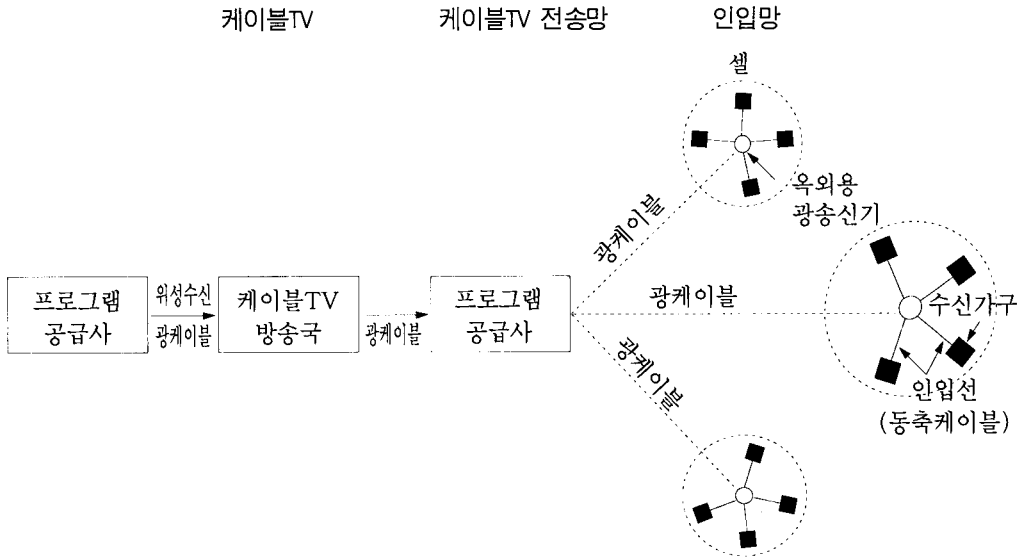 케이블TV
케이블TV 전송망
인입망
셀
옥외용
광송신기
광케이블
프로그램
공급사
위성수신
광케이블
케이블TV
방송국
광케이블
프로그램
공급사
광케이블
수신가구
광케이블
인입선
(동축케이블)